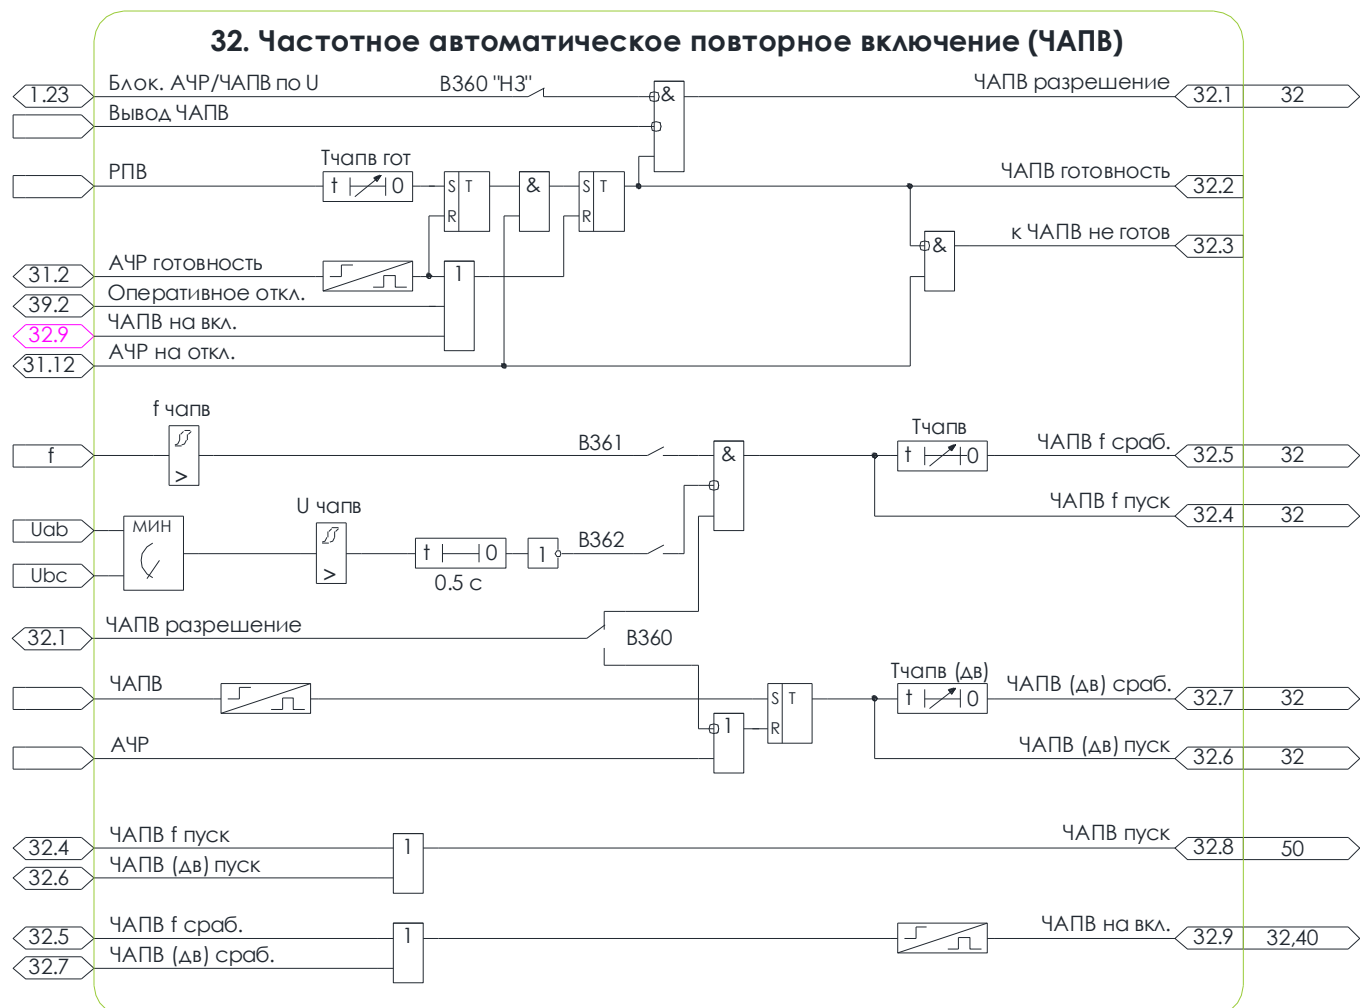 32. Частотное автоматическое повторное включение (ЧАПВ)
1.23 Блок. АЧР/ЧАПВ по U В360 "НЗ" & ЧАПВ разрешение 32.1 32
Вывод ЧАПВ
РПВ Тчапв гот t 0 S T R & S T R ЧАПВ готовность 32.2
& к ЧАПВ не готов 32.3
31.2 АЧР готовность 1
39.2 Оперативное откл.
32.9 ЧАПВ на вкл.
31.12 АЧР на откл.
f f чапв > В361 & Тчапв t 0 ЧАПВ f сраб. 32.5 32
ЧАПВ f пуск 32.4 32
Uab МИН U чапв > t 0 0.5 с 1 В362
Ubc
32.1 ЧАПВ разрешение В360
ЧАПВ S T R Тчапв (дв) t 0 ЧАПВ (дв) сраб. 32.7 32
АЧР 1 ЧАПВ (дв) пуск 32.6 32
32.4 ЧАПВ f пуск 1 ЧАПВ пуск 32.8 50
32.6 ЧАПВ (дв) пуск
32.5 ЧАПВ f сраб. 1 ЧАПВ на вкл. 32.9 32,40
32.7 ЧАПВ (дв) сраб.